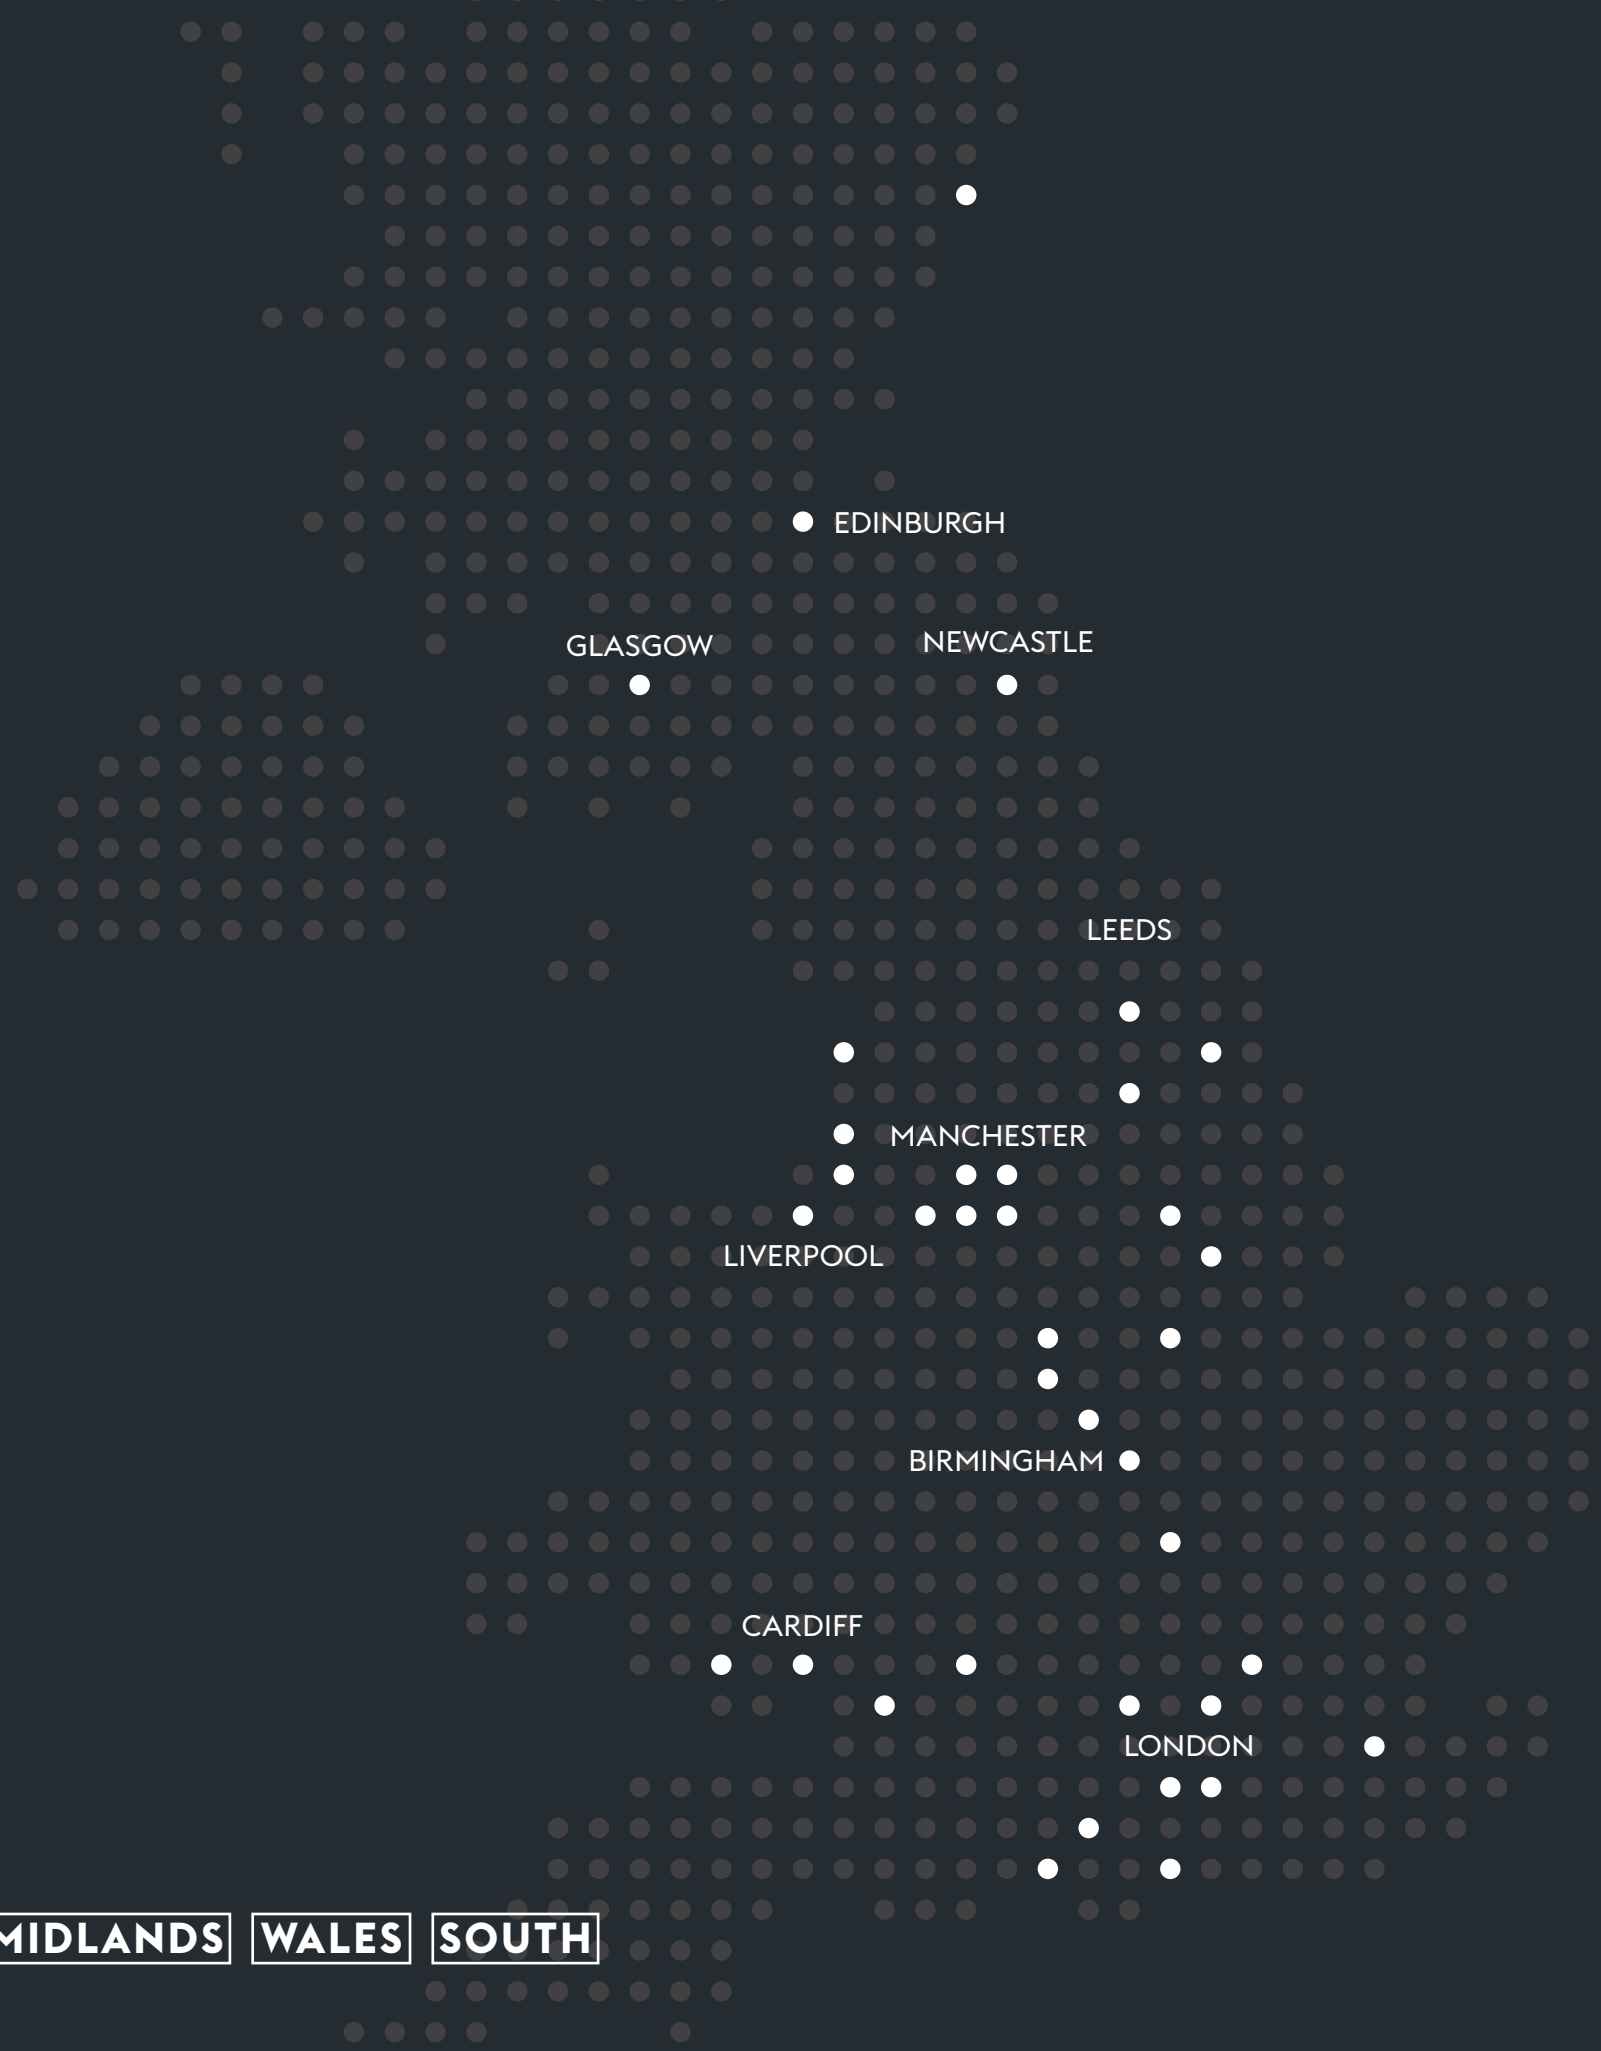 EDINBURGH
GLASGOW
NEWCASTLE
LEEDS
MANCHESTER
LIVERPOOL
BIRMINGHAM
CARDIFF
LONDON
MIDLANDS WALES SOUTH